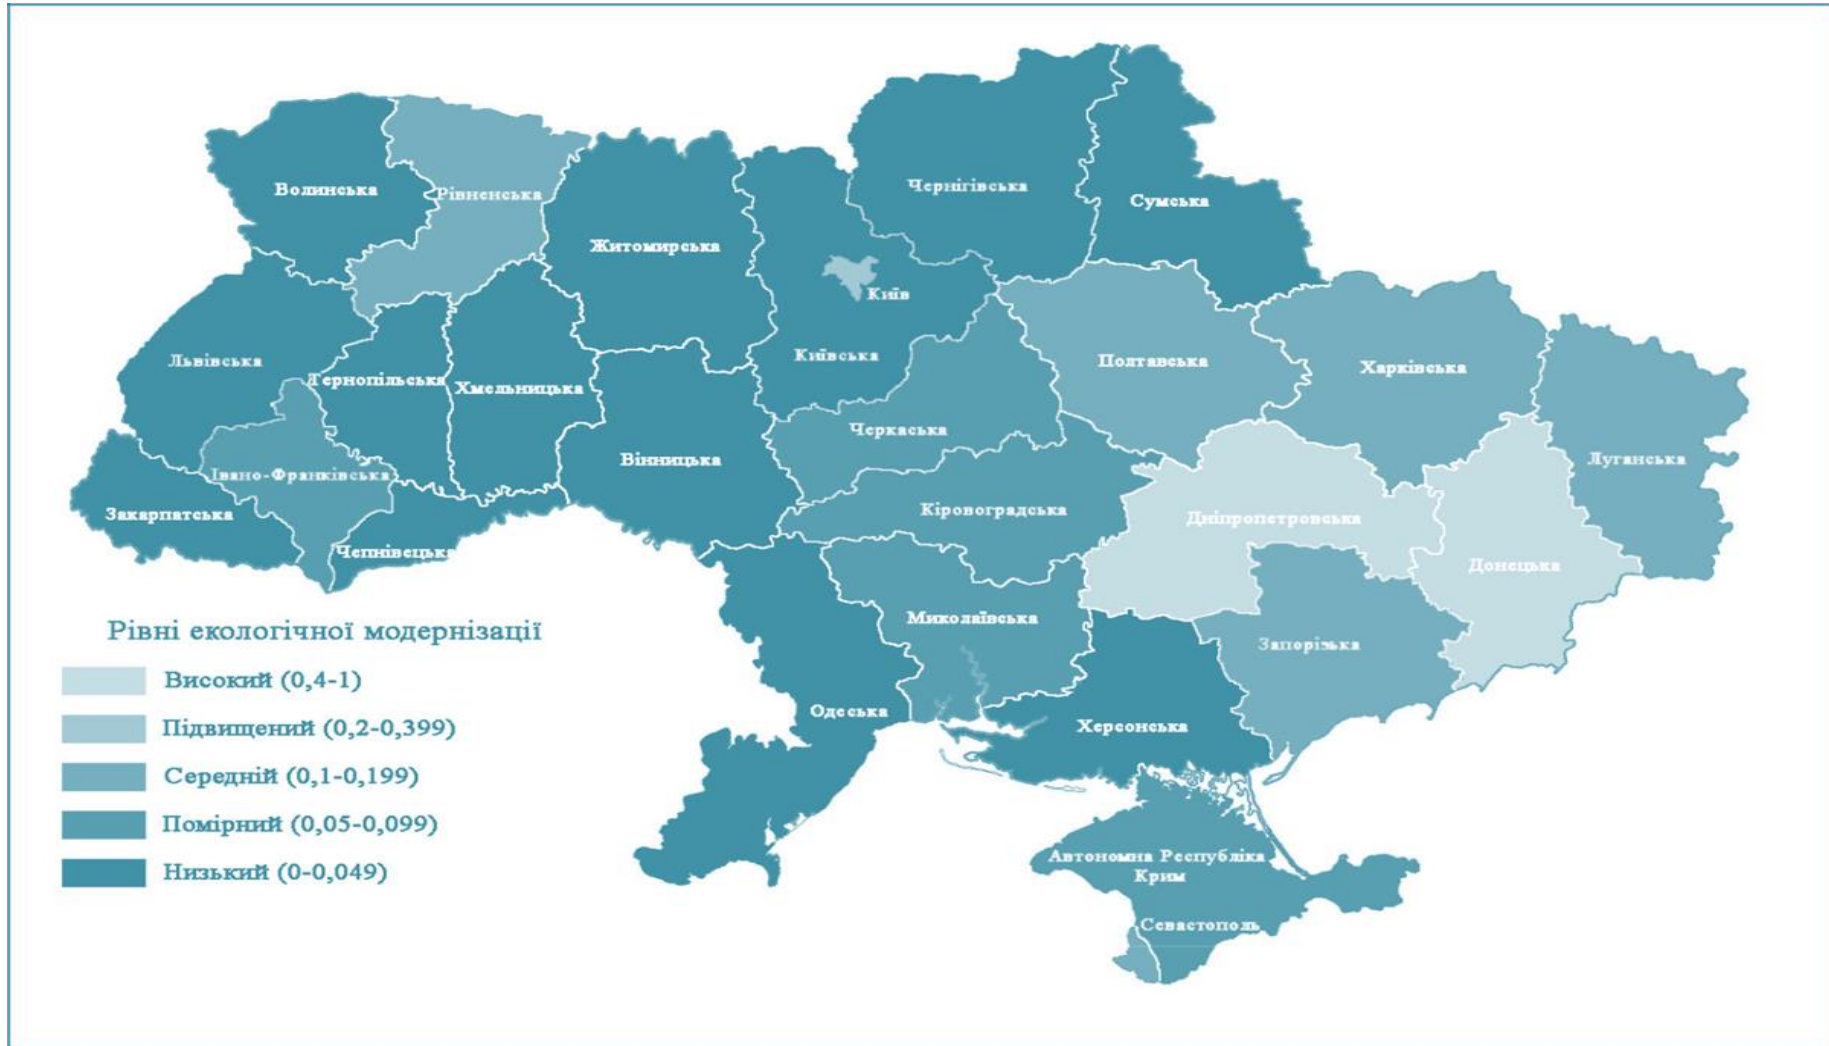 Волинська
Рівненська
Житомирська
Чернігівська
Сумська
Київ
Київська
Львівська
Тернопільська
Хмельницька
Вінницька
Черкаська
Полтавська
Харківська
Луганська
Івано-Франківська
Закарпатська
Чепнівецька
Кіровоградська
Дніпропетровська
Донецька
Миколаївська
Запорізька
Одеська
Херсонська
Автономна Республіка
Крим
Севастополь
Рівні екологічної модернізації
Високий (0,4-1)
Підвищений (0,2-0,399)
Середній (0,1-0,199)
Помірний (0,05-0,099)
Низький (0-0,049)